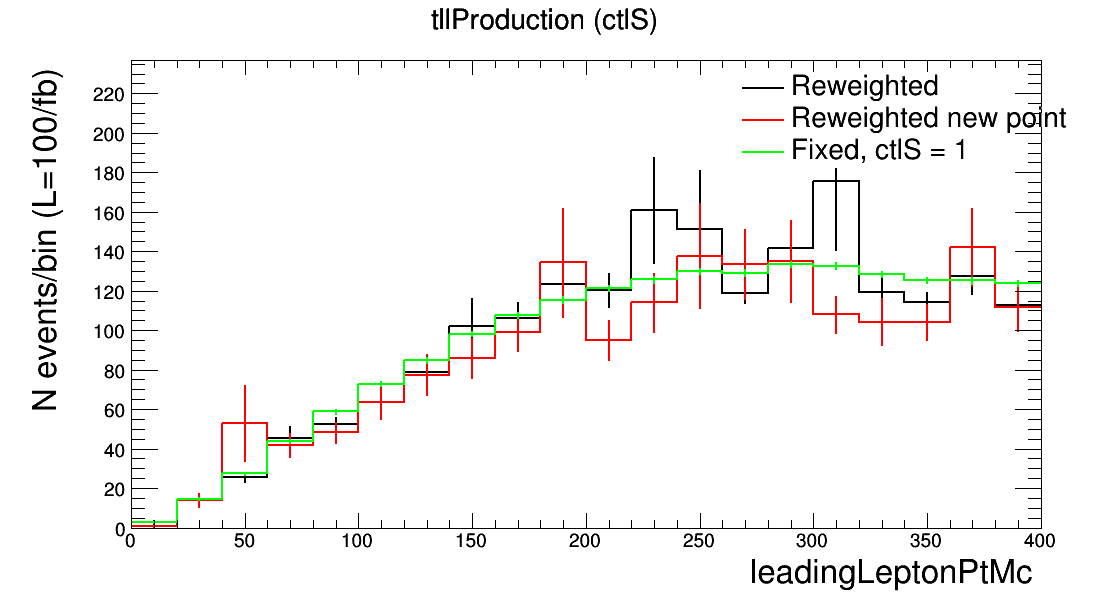 tllProduction (ctlS)
N events/bin (L=100/fb)
Reweighted
Reweighted new point
Fixed, ctlS = 1
220
200
180
160
140
120
100
80
60
40
20
0
0 50 100 150 200 250 300 350 400
leadingLeptonPtMc